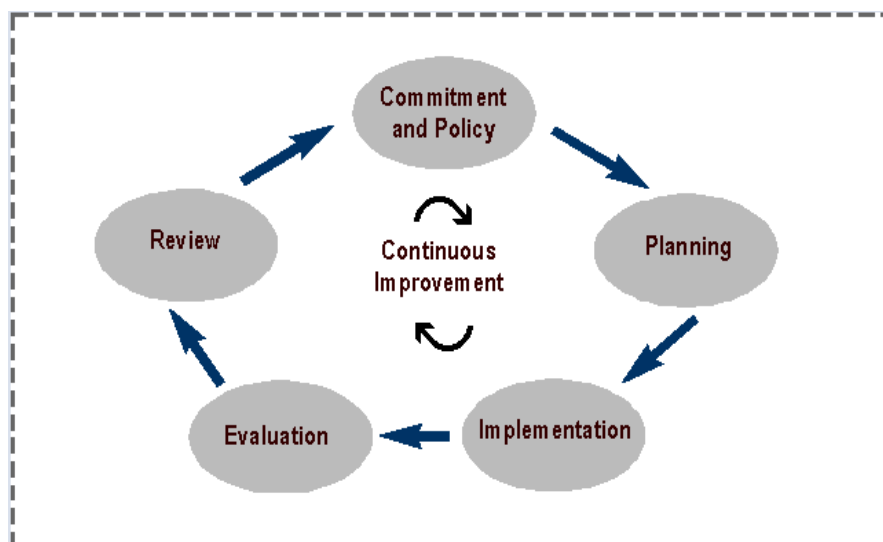 Commitment
and Policy
Planning
Implementation
Evaluation
Review
Continuous
Improvement